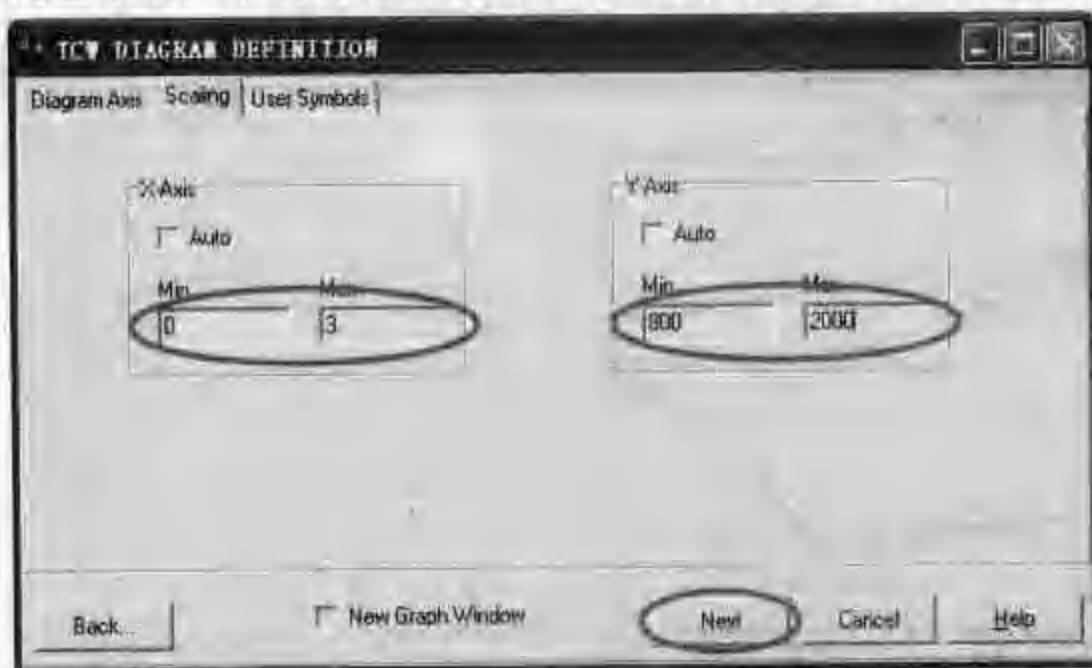 TCW DIAGRAM DEFINITION
Diagram Axis Scaling User Symbols
X Axis
Auto
Min Max
0 3
Y Axis
Auto
Min Max
800 2000
Back... New Graph Window Next Cancel Help